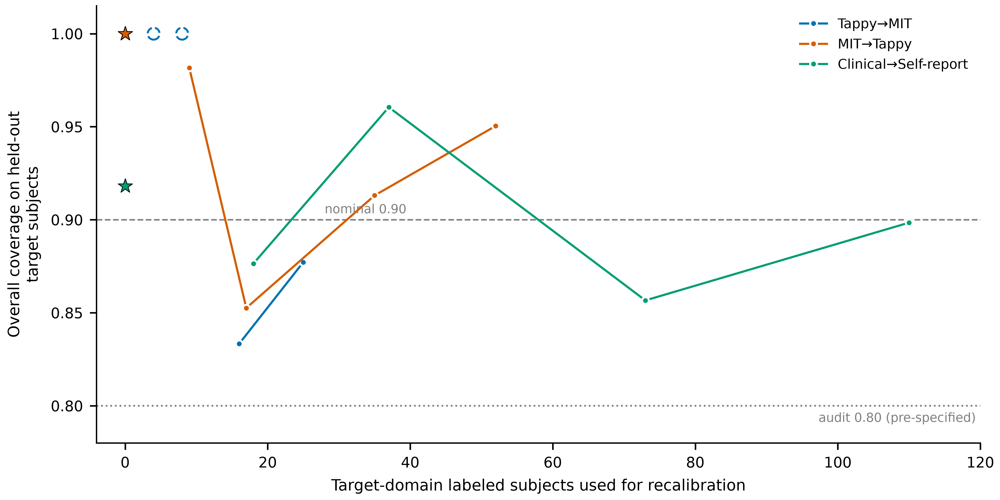 Tappy→MIT
MIT→Tappy
Clinical→Self-report
1.00
0.95
0.90
0.85
0.80
Overall coverage on held-out
target subjects
nominal 0.90
audit 0.80 (pre-specified)
0
20
40
60
80
100
120
Target-domain labeled subjects used for recalibration